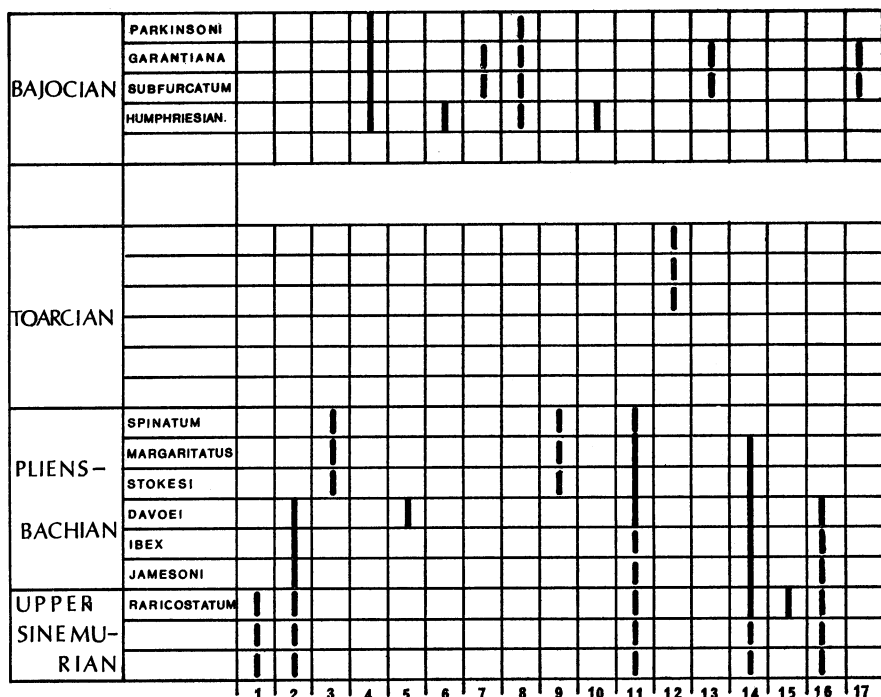 BAJOCIAN
PARKINSONI
GARANTIANA
SUBFURCATUM
HUMPHRIESIAN.
TOARCIAN
PLIENS-
BACHIAN
SPINATUM
MARGARITATUS
STOKESI
DAVOEI
IBEX
JAMESONI
UPPER
SINEMU-
RIAN
RARICOSTATUM
1 2 3 4 5 6 7 8 9 10 11 12 13 14 15 16 17